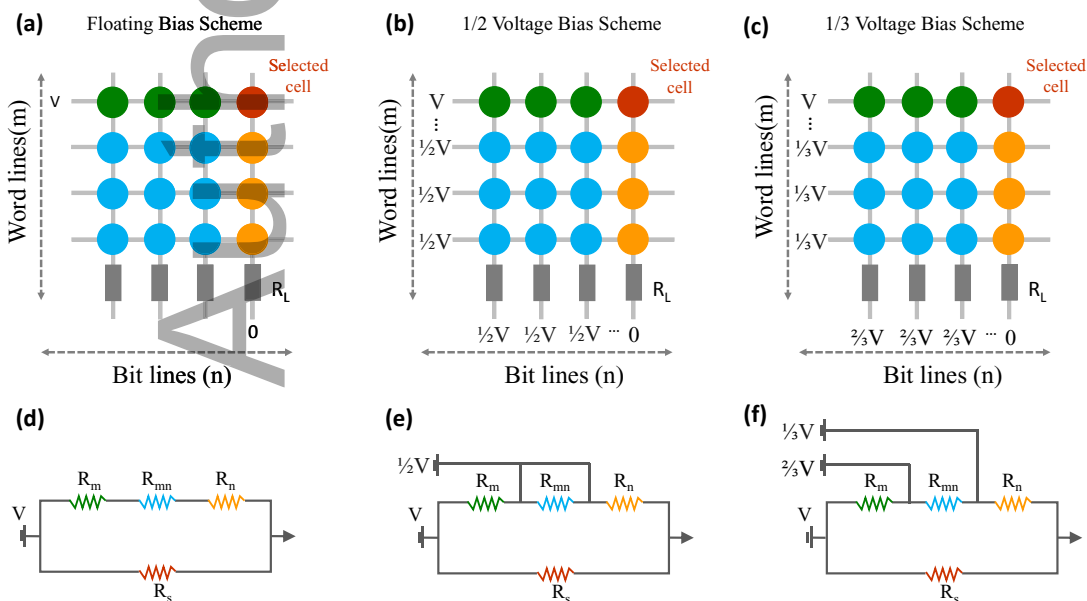 (a) Floating Bias Scheme
Selected
cell
V
Word lines(m)
R_L
0
Bit lines (n)
(b) 1/2 Voltage Bias Scheme
Selected
cell
V
...
½V
½V
½V
Word lines(m)
R_L
½V ½V ½V ... 0
Bit lines (n)
(c) 1/3 Voltage Bias Scheme
Selected
cell
V
...
⅓V
⅓V
⅓V
Word lines(m)
R_L
⅔V ⅔V ⅔V ... 0
Bit lines (n)
(d)
R_m R_mn R_n
V
R_s
(e)
½V
R_m R_mn R_n
V
R_s
(f)
⅓V
⅔V
R_m R_mn R_n
V
R_s